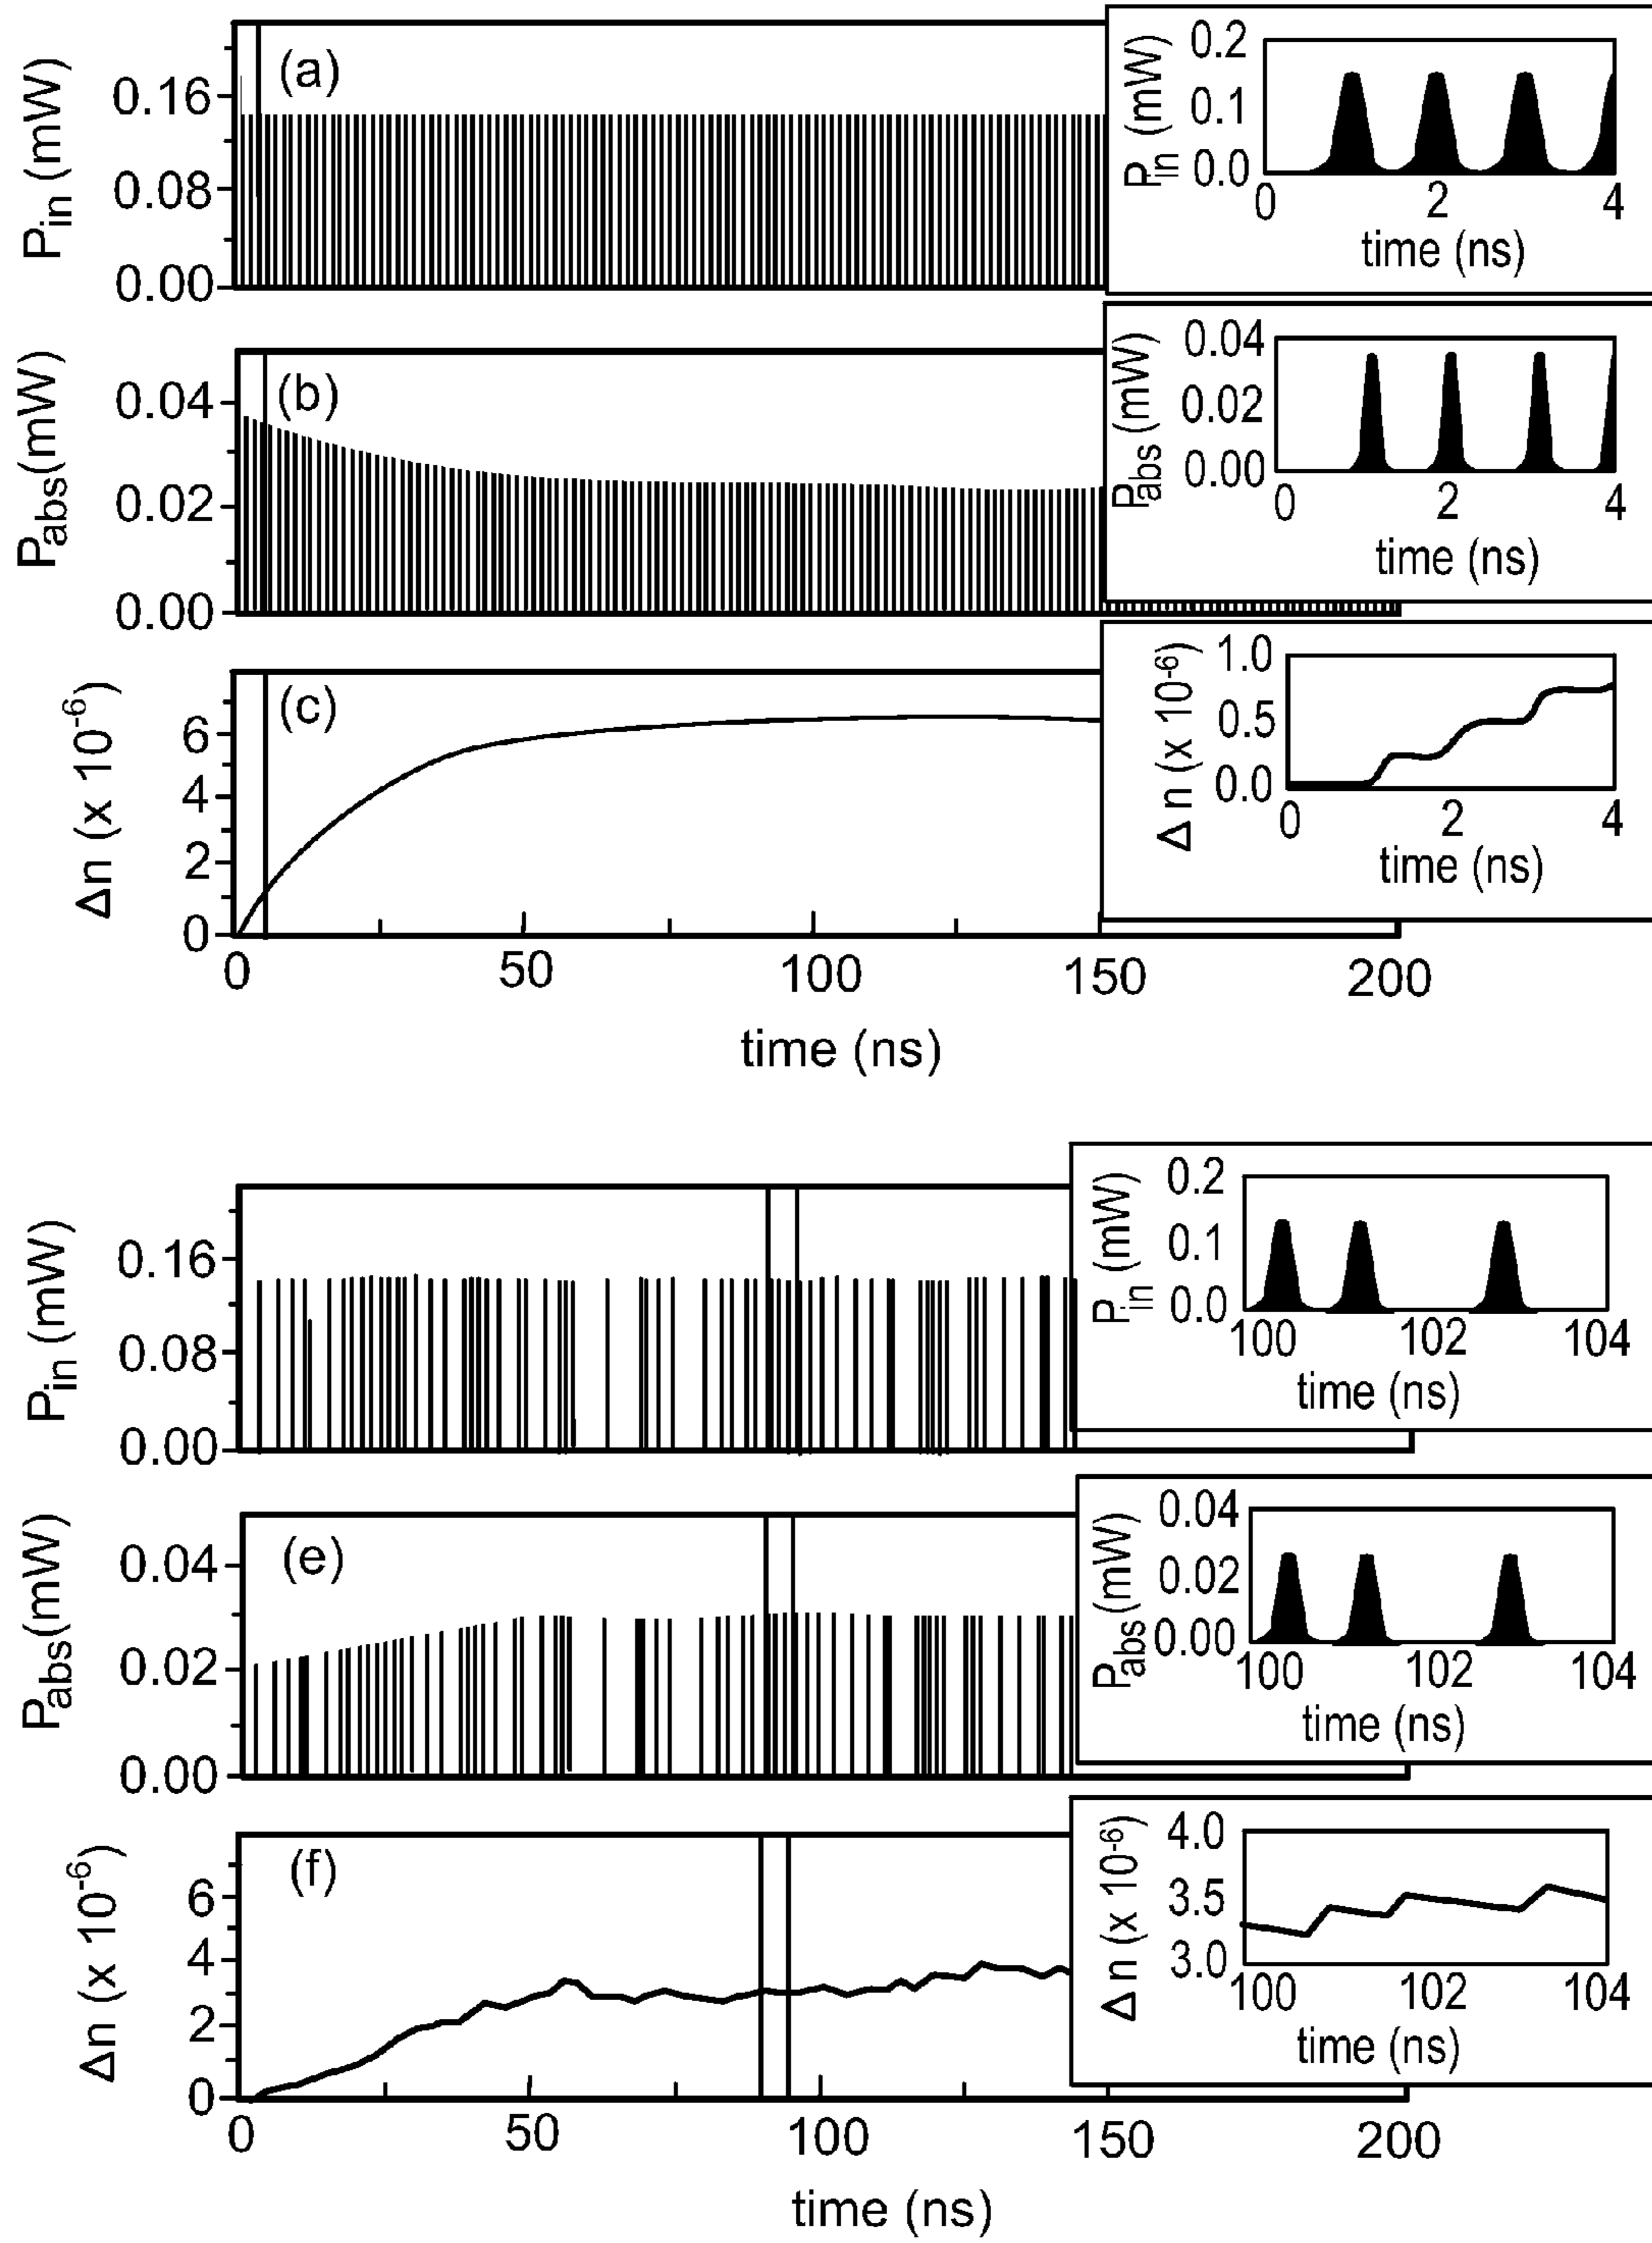 (a)
P_in (mW)
0.16
0.08
0.00
P_in (mW)
0.2
0.1
0.0
0 2 4
time (ns)
(b)
P_abs(mW)
0.04
0.02
0.00
P_abs (mW)
0.04
0.02
0.00
0 2 4
time (ns)
(c)
Δn (x 10^-6)
6
4
2
0
Δ n (x 10^-6)
1.0
0.5
0.0
0 2 4
time (ns)
0 50 100 150 200
time (ns)
P_in (mW)
0.16
0.08
0.00
P_in (mW)
0.2
0.1
0.0
100 102 104
time (ns)
(e)
P_abs(mW)
0.04
0.02
0.00
P_abs(mW)
0.04
0.02
0.00
100 102 104
time (ns)
(f)
Δn (x 10^-6)
6
4
2
0
Δ n (x 10^-6)
4.0
3.5
3.0
100 102 104
time (ns)
0 50 100 150 200
time (ns)